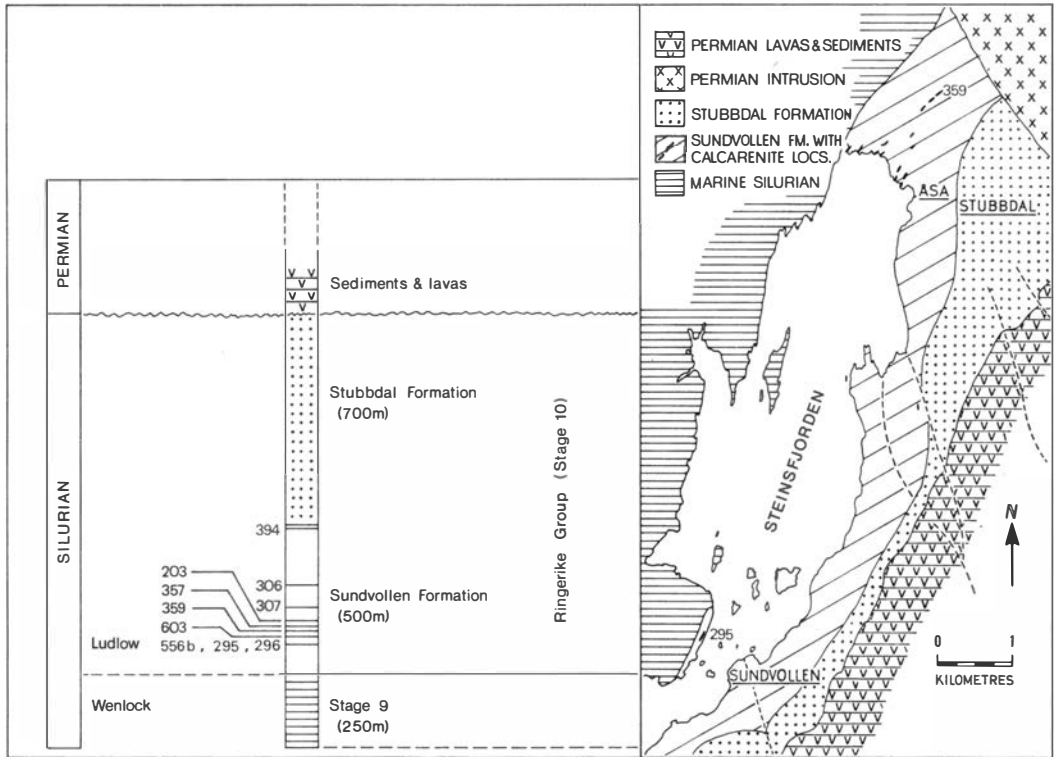 PERMIAN
SILURIAN
Sediments & lavas
Stubbdal Formation
(700m)
Ringerike Group (Stage 10)
394
203
357
359
603
556b, 295, 296
306
307
Sundvollen Formation
(500m)
Ludlow
Wenlock
Stage 9
(250m)
PERMIAN LAVAS & SEDIMENTS
PERMIAN INTRUSION
STUBBDAL FORMATION
SUNDVOLLEN FM. WITH
CALCARENITE LOCS.
MARINE SILURIAN
359
ÅSA
STUBBDAL
STEINSFJORDEN
N
295
SUNDVOLLEN
0 1
KILOMETRES